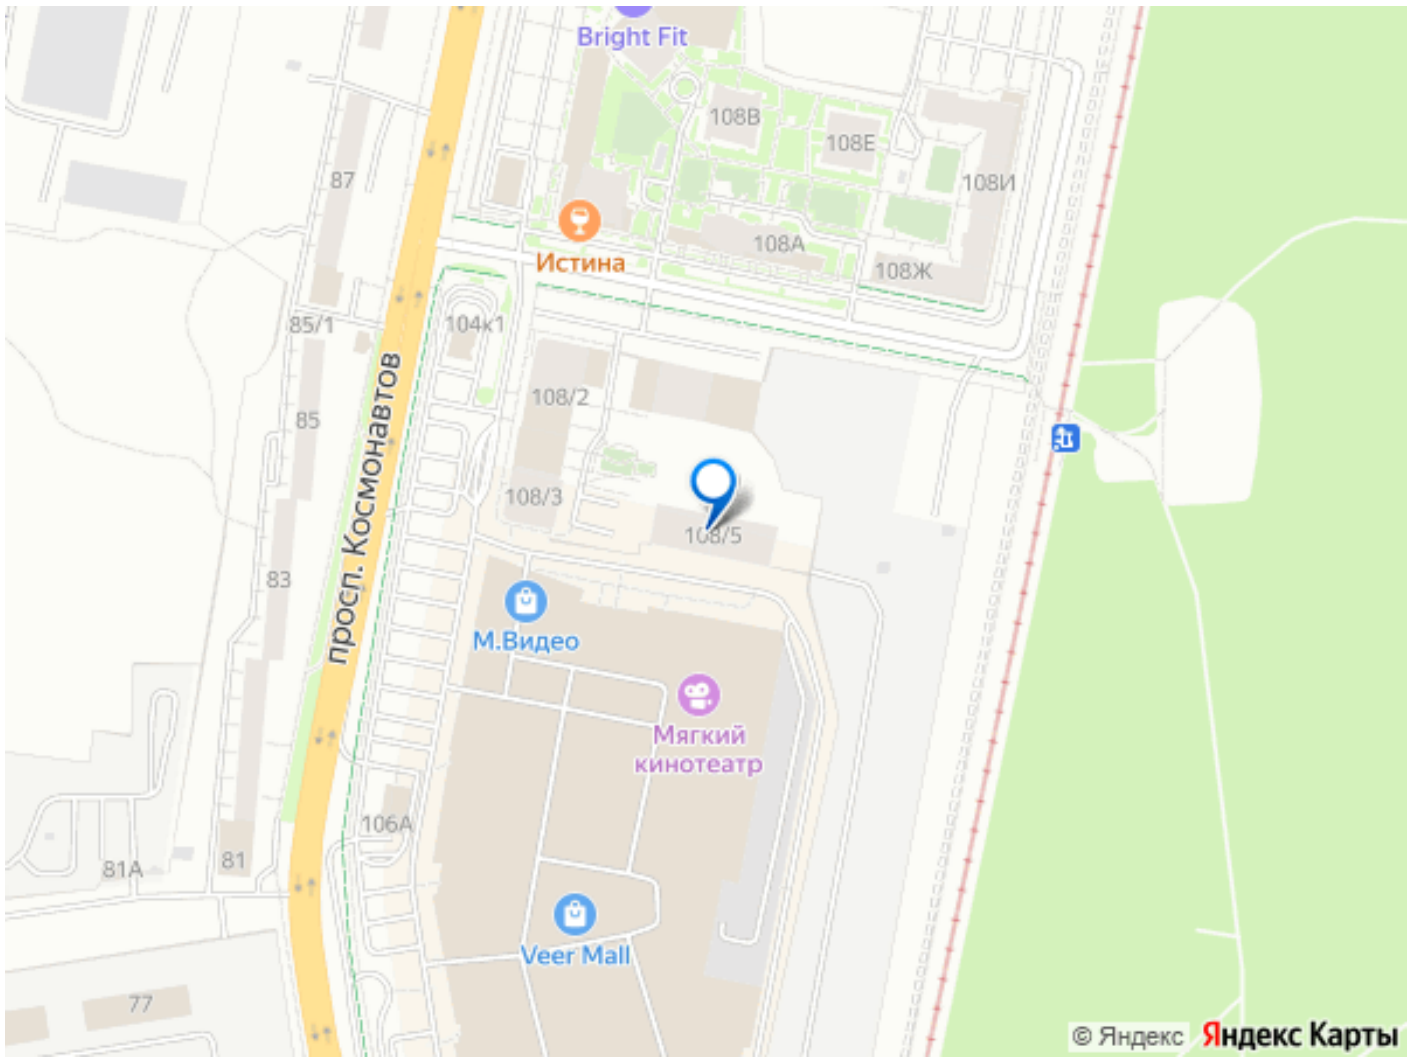 Bright Fit
108В
108Е
87
108И
108А
Истина
108Ж
85/1
104к1
просп. Космонавтов
108/2
85
108/3
108/5
83
М.Видео
Мягкий
кинотеатр
106А
81
81А
Veer Mall
77
© Яндекс Яндекс Карты